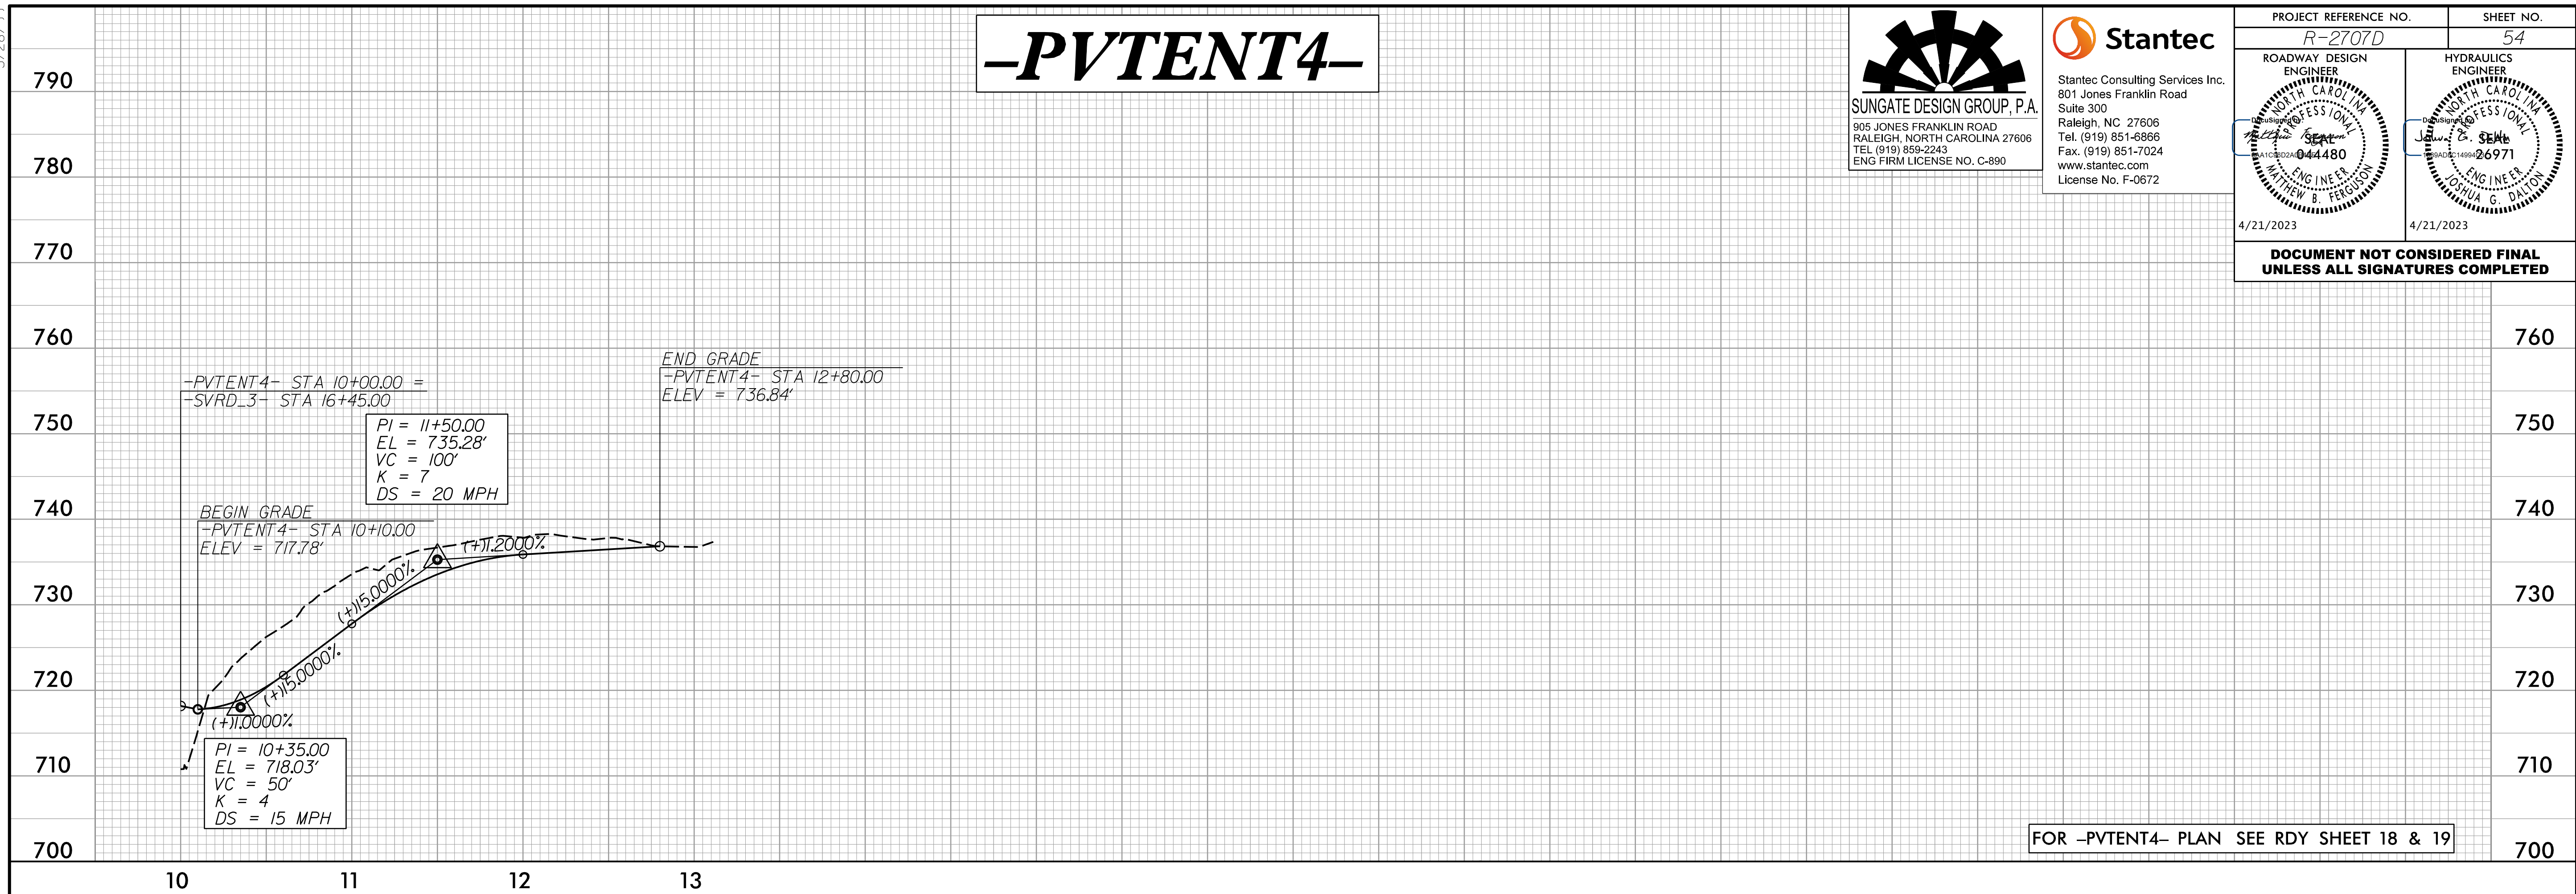 –PVTENT4–
SUNGATE DESIGN GROUP, P.A.
905 JONES FRANKLIN ROAD
RALEIGH, NORTH CAROLINA 27606
TEL (919) 859-2243
ENG FIRM LICENSE NO. C-890
Stantec
Stantec Consulting Services Inc.
801 Jones Franklin Road
Suite 300
Raleigh, NC 27606
Tel. (919) 851-6866
Fax. (919) 851-7024
www.stantec.com
License No. F-0672
PROJECT REFERENCE NO.
SHEET NO.
R-2707D
54
ROADWAY DESIGN
ENGINEER
NORTH CAROLINA
PROFESSIONAL
SEAL
044480
ENGINEER
MATTHEW B. FERGUSON
4/21/2023
HYDRAULICS
ENGINEER
NORTH CAROLINA
PROFESSIONAL
SEAL
26971
ENGINEER
JOSHUA G. DALTON
4/21/2023
DOCUMENT NOT CONSIDERED FINAL
UNLESS ALL SIGNATURES COMPLETED
790
780
770
760
750
740
730
720
710
700
-PVTENT4- STA 10+00.00 =
-SVRD_3- STA 16+45.00
END GRADE
-PVTENT4- STA 12+80.00
ELEV = 736.84'
PI = 11+50.00
EL = 735.28'
VC = 100'
K = 7
DS = 20 MPH
BEGIN GRADE
-PVTENT4- STA 10+10.00
ELEV = 717.78'
(+)1.2000%
(+)15.0000%
(+)15.0000%
(+)1.0000%
PI = 10+35.00
EL = 718.03'
VC = 50'
K = 4
DS = 15 MPH
760
750
740
730
720
710
700
FOR –PVTENT4– PLAN SEE RDY SHEET 18 & 19
10
11
12
13